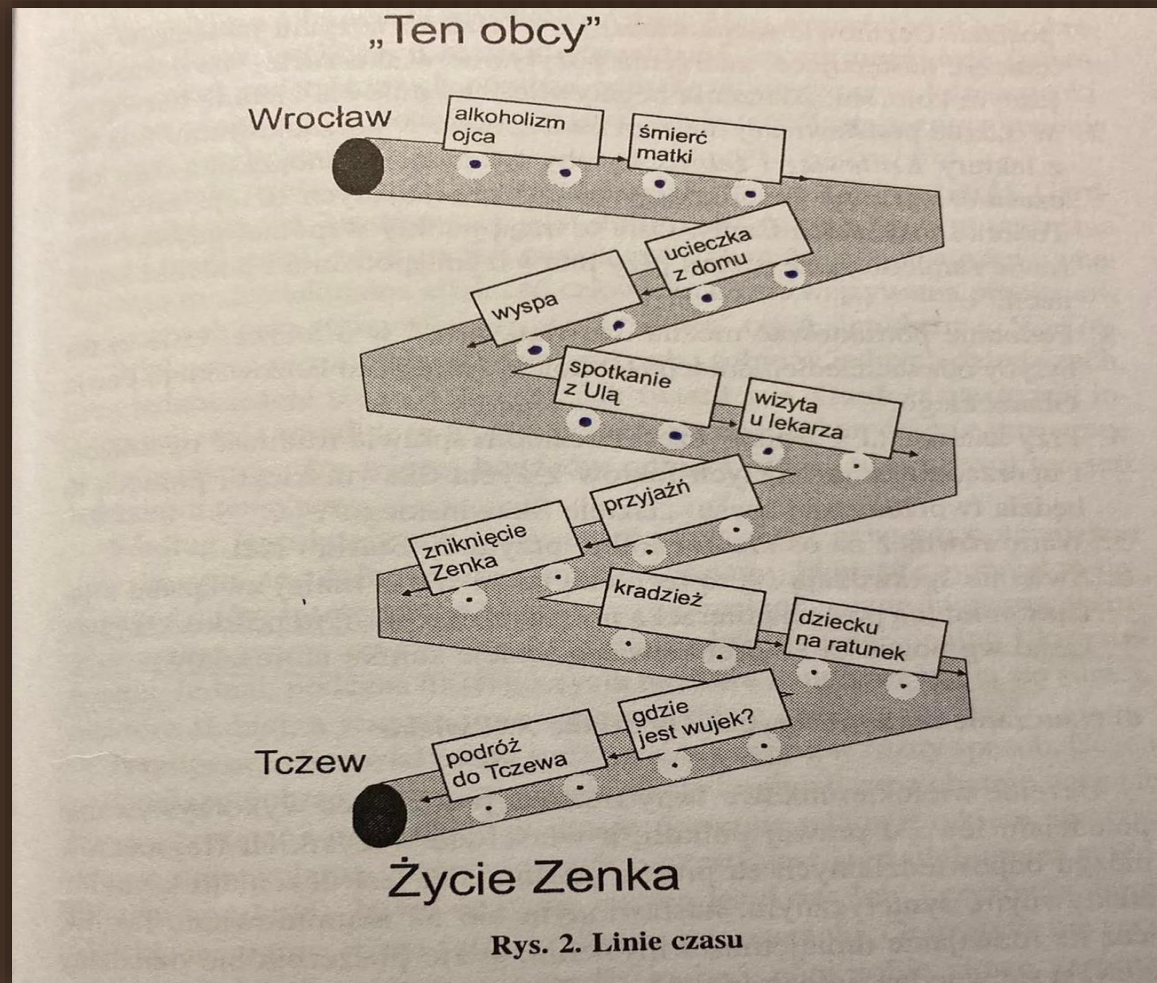 „Ten obcy”
Wrocław
alkoholizm
ojca
śmierć
matki
ucieczka
z domu
wyspa
spotkanie
z Ulą
wizyta
u lekarza
przyjaźń
zniknięcie
Zenka
kradzież
dziecku
na ratunek
gdzie
jest wujek?
podróż
do Tczewa
Tczew
Życie Zenka
Rys. 2. Linie czasu